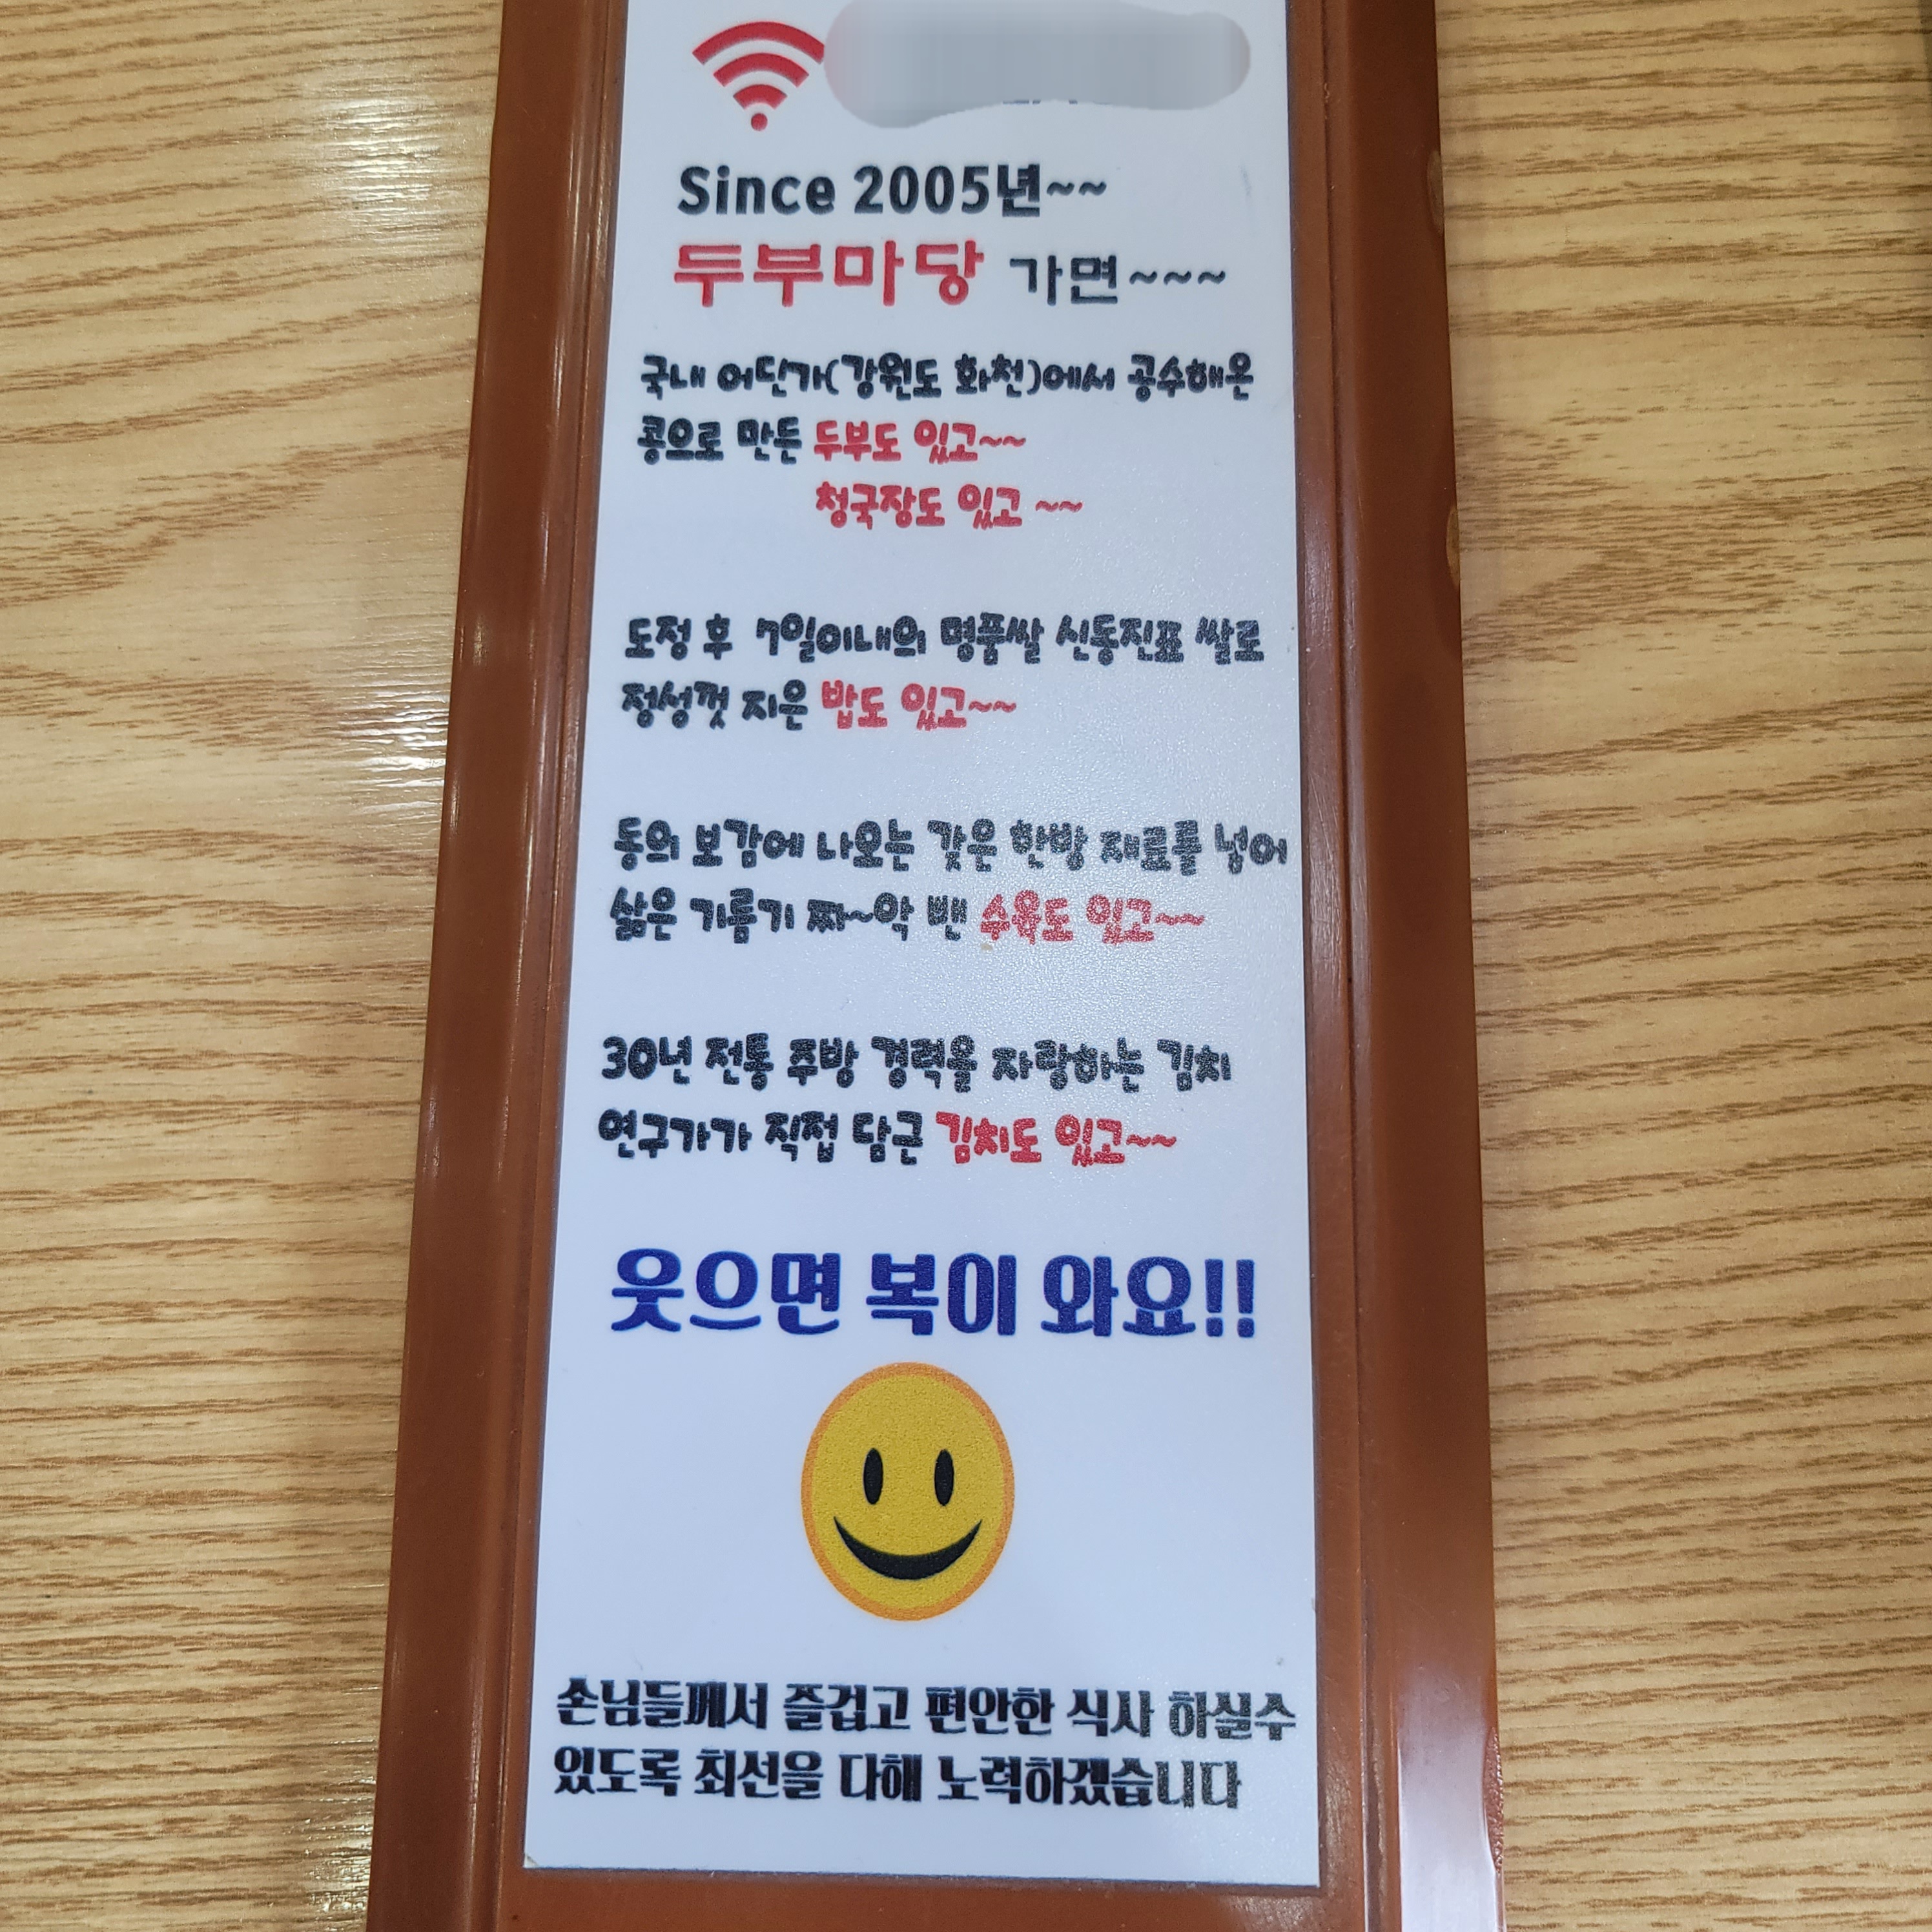 Since 2005년~~
두부마당 가면~~~
국내 어딘가(강원도 화천)에서 공수해온
콩으로 만든 두부도 있고~~
청국장도 있고 ~~
도정 후 7일이내의 명품쌀 신동진표 쌀로
정성껏 지은 밥도 있고~~
동의 보감에 나오는 갖은 한방 재료를 넣어
삶은 기름기 짜~악 뺀 수육도 있고~~
30년 전통 주방 경력을 자랑하는 김치
연구가가 직접 담근 김치도 있고~~
웃으면 복이 와요!!
손님들께서 즐겁고 편안한 식사 하실수
있도록 최선을 다해 노력하겠습니다